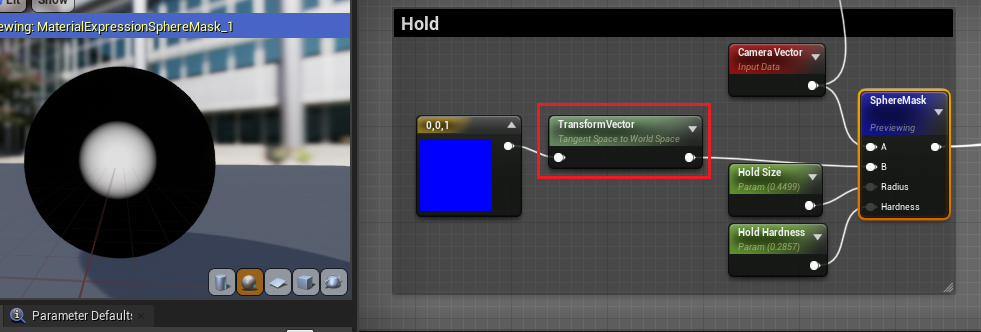 Lit
Show
ewing: MaterialExpressionSphereMask_1
Hold
Camera Vector
Input Data
SphereMask
Previewing
A
B
Radius
Hardness
0,0,1
TransformVector
Tangent Space to World Space
Hold Size
Param (0.4499)
Hold Hardness
Param (0.2857)
Parameter Defaults